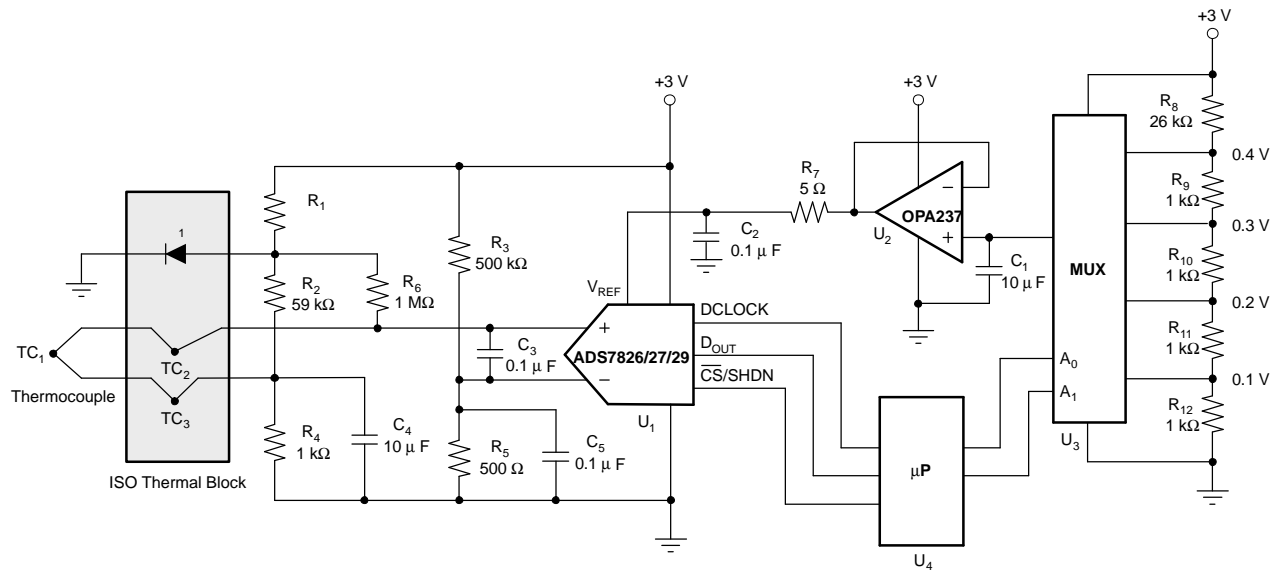 +3 V
+3 V
+3 V
R8
26 kΩ
0.4 V
R9
1 kΩ
0.3 V
R10
1 kΩ
0.2 V
R11
1 kΩ
0.1 V
R12
1 kΩ
MUX
A0
A1
U3
R7
5 Ω
OPA237
−
+
U2
C1
10 µF
C2
0.1 µF
VREF
R1
1
R2
59 kΩ
R3
500 kΩ
R6
1 MΩ
TC1
Thermocouple
TC2
TC3
ISO Thermal Block
C3
0.1 µF
+
ADS7826/27/29
−
U1
DCLOCK
DOUT
C̅S̅/SHDN
R4
1 kΩ
C4
10 µF
R5
500 Ω
C5
0.1 µF
µP
U4